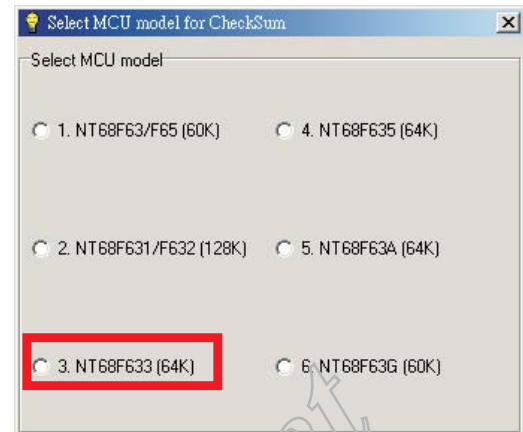 Select MCU model for CheckSum
Select MCU model
1. NT68F63/F65 (60K)
4. NT68F635 (64K)
2. NT68F631/F632 (128K)
5. NT68F63A (64K)
3. NT68F633 (64K)
6. NT68F63G (60K)